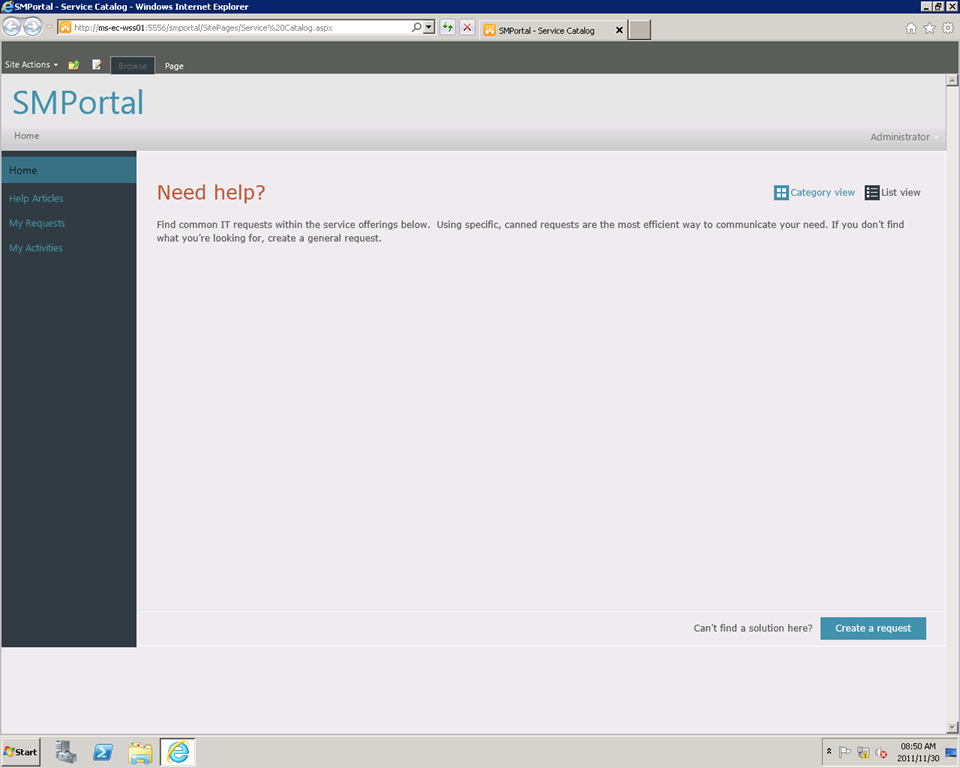 SMPortal - Service Catalog - Windows Internet Explorer
http://ms-ec-wss01:5556/smportal/SitePages/Service%20Catalog.aspx
SMPortal - Service Catalog
Site Actions
Browse
Page
SMPortal
Home
Administrator
Home
Help Articles
My Requests
My Activities
Need help?
Category view
List view
Find common IT requests within the service offerings below. Using specific, canned requests are the most efficient way to communicate your need. If you don't find
what you're looking for, create a general request.
Can't find a solution here?
Create a request
Start
08:50 AM
2011/11/30